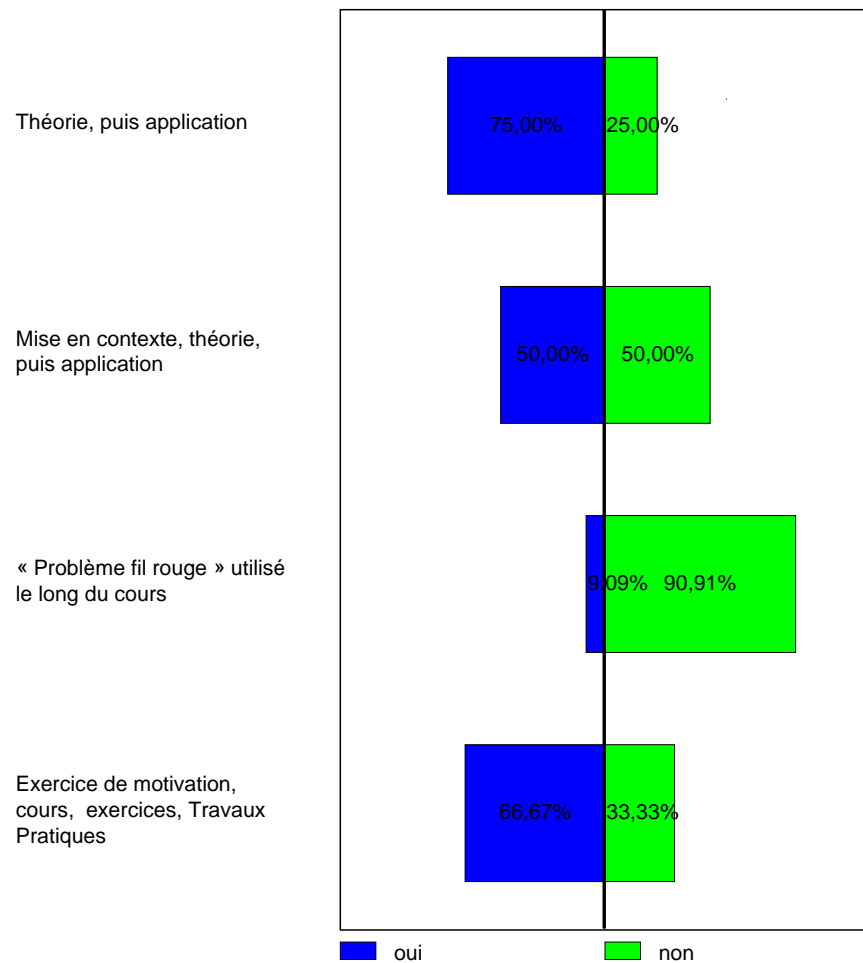 Théorie, puis application
75,00% 25,00%
Mise en contexte, théorie,
puis application
50,00% 50,00%
« Problème fil rouge » utilisé
le long du cours
9,09% 90,91%
Exercice de motivation,
cours, exercices, Travaux
Pratiques
66,67% 33,33%
oui non